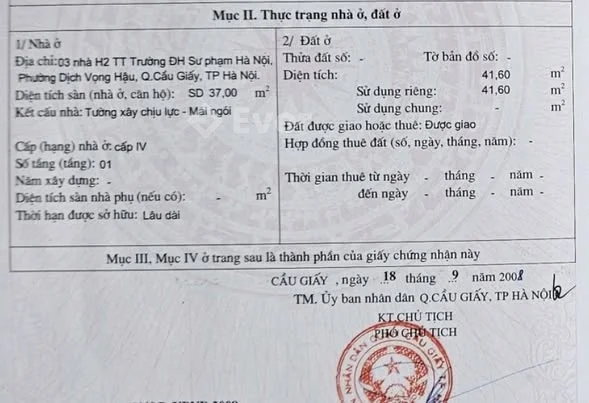 Mục II. Thực trạng nhà ở, đất ở
1/ Nhà ở
Địa chỉ: 03 nhà H2 TT Trường ĐH Sư phạm Hà Nội,
Phường Dịch Vọng Hậu, Q.Cầu Giấy, TP Hà Nội.
Diện tích sàn (nhà ở, căn hộ): SD 37,00 m²
Kết cấu nhà: Tường xây chịu lực - Mái ngói
Cấp (hạng) nhà ở: cấp IV
Số tầng (tầng): 01
Năm xây dựng: -
Diện tích sàn nhà phụ (nếu có): - m²
Thời hạn được sở hữu: Lâu dài
2/ Đất ở
Thửa đất số: - Tờ bản đồ số: -
Diện tích: 41,60 m²
Sử dụng riêng: 41,60 m²
Sử dụng chung: - m²
Đất được giao hoặc thuê: Được giao
Hợp đồng thuê đất (số, ngày, tháng, năm): -
Thời gian thuê từ ngày - tháng - năm -
đến ngày - tháng - năm -
Mục III, Mục IV ở trang sau là thành phần của giấy chứng nhận này
CẦU GIẤY, ngày 18 tháng 9 năm 2008
TM. Ủy ban nhân dân Q.CẦU GIẤY, TP HÀ NỘI
KT.CHỦ TỊCH
PHÓ CHỦ TỊCH